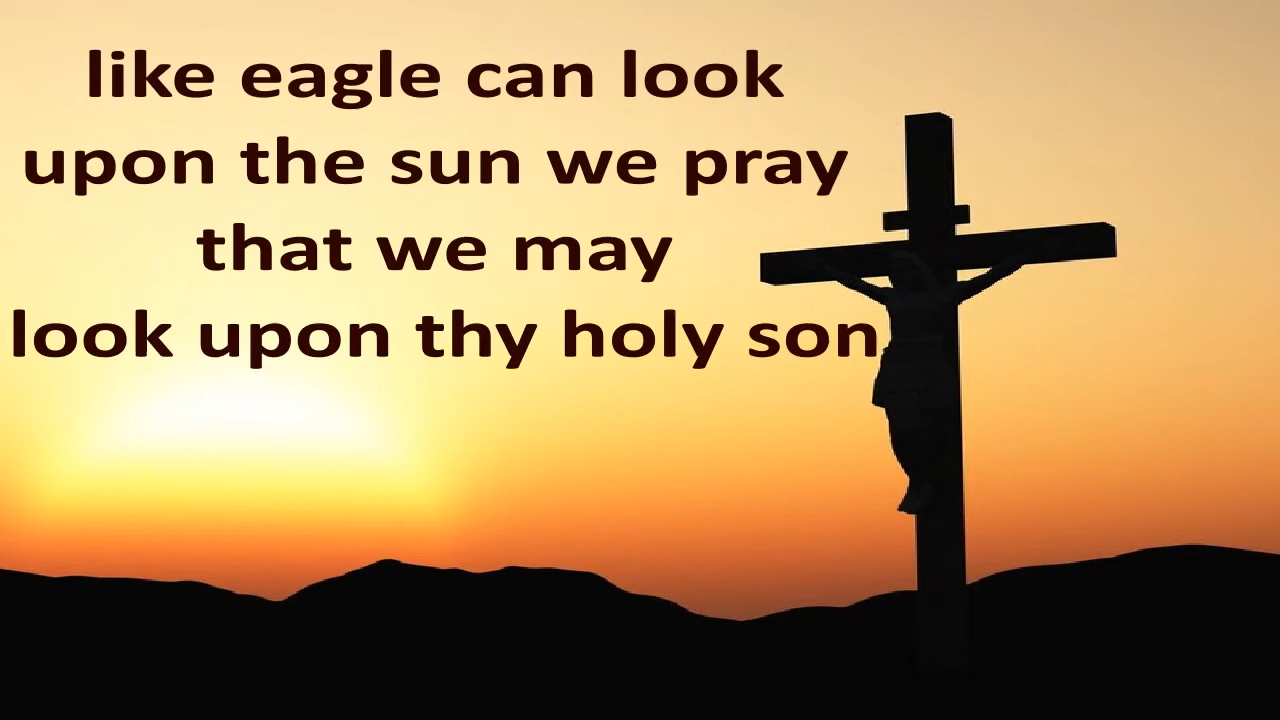 like eagle can look
upon the sun we pray
that we may
look upon thy holy son